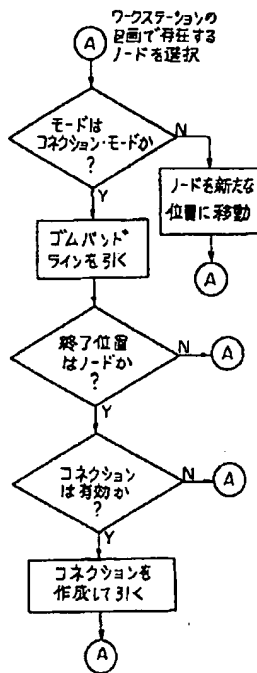 ワークステーションの
区画で存在する
ノードを選択
A
モードは
コネクション・モードか
?
N
Y
ノードを新たな
位置に移動
A
ゴムバンド
ラインを引く
終了位置
はノードか
?
N
A
Y
コネクション
は有効か
?
N
A
Y
コネクションを
作成して引く
A